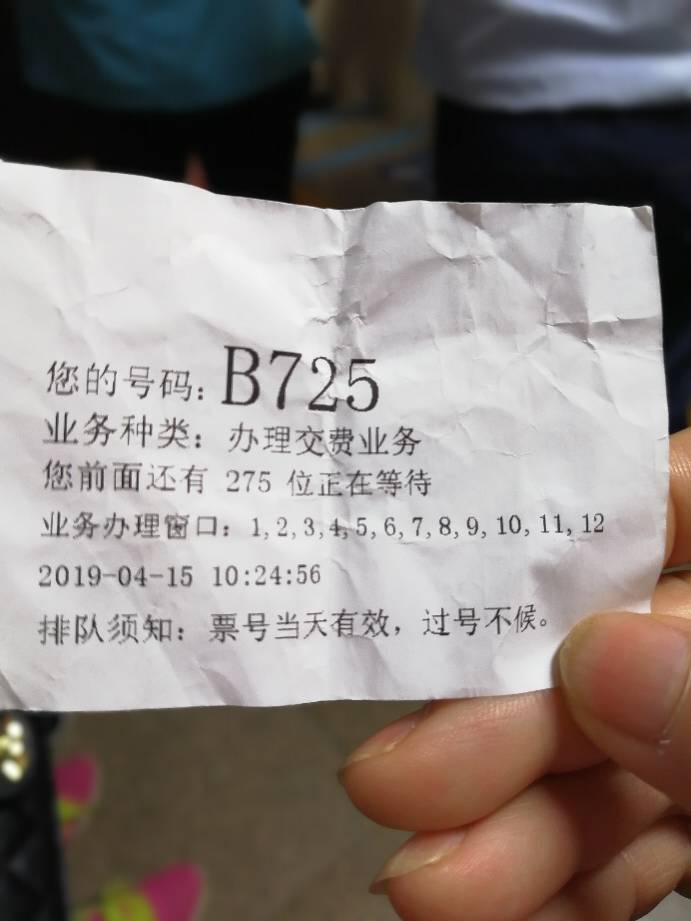 您的号码：B725
业务种类：办理交费业务
您前面还有 275 位正在等待
业务办理窗口：1,2,3,4,5,6,7,8,9,10,11,12
2019-04-15 10:24:56
排队须知：票号当天有效，过号不候。